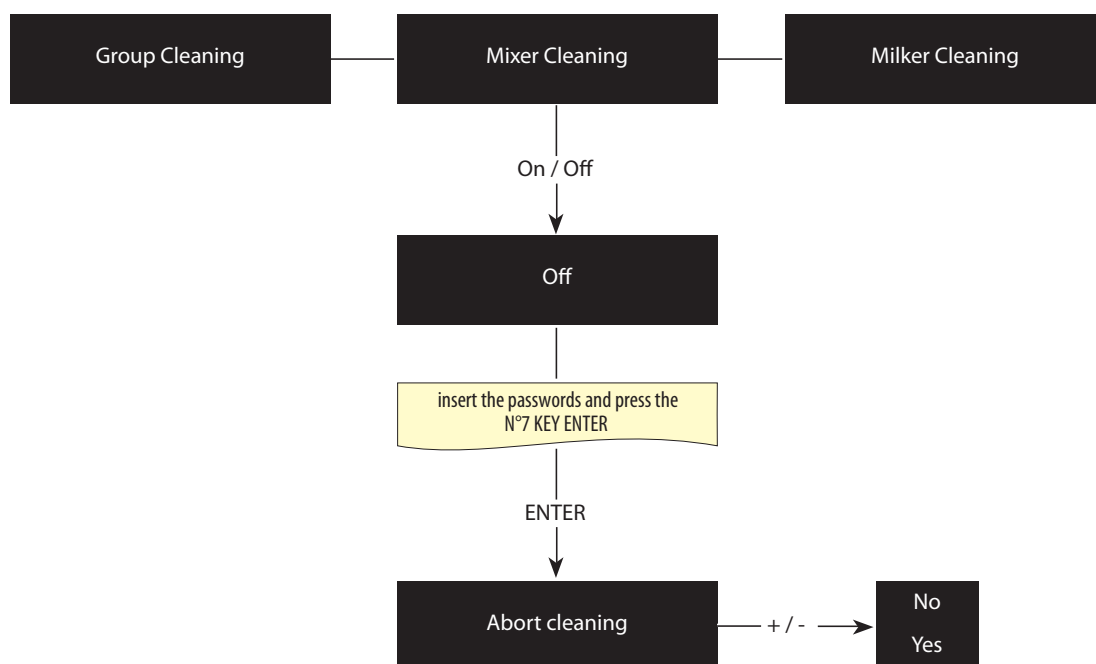 Group Cleaning
Mixer Cleaning
Milker Cleaning
On / Off
Off
insert the passwords and press the
N°7 KEY ENTER
ENTER
Abort cleaning
+ / -
No
Yes